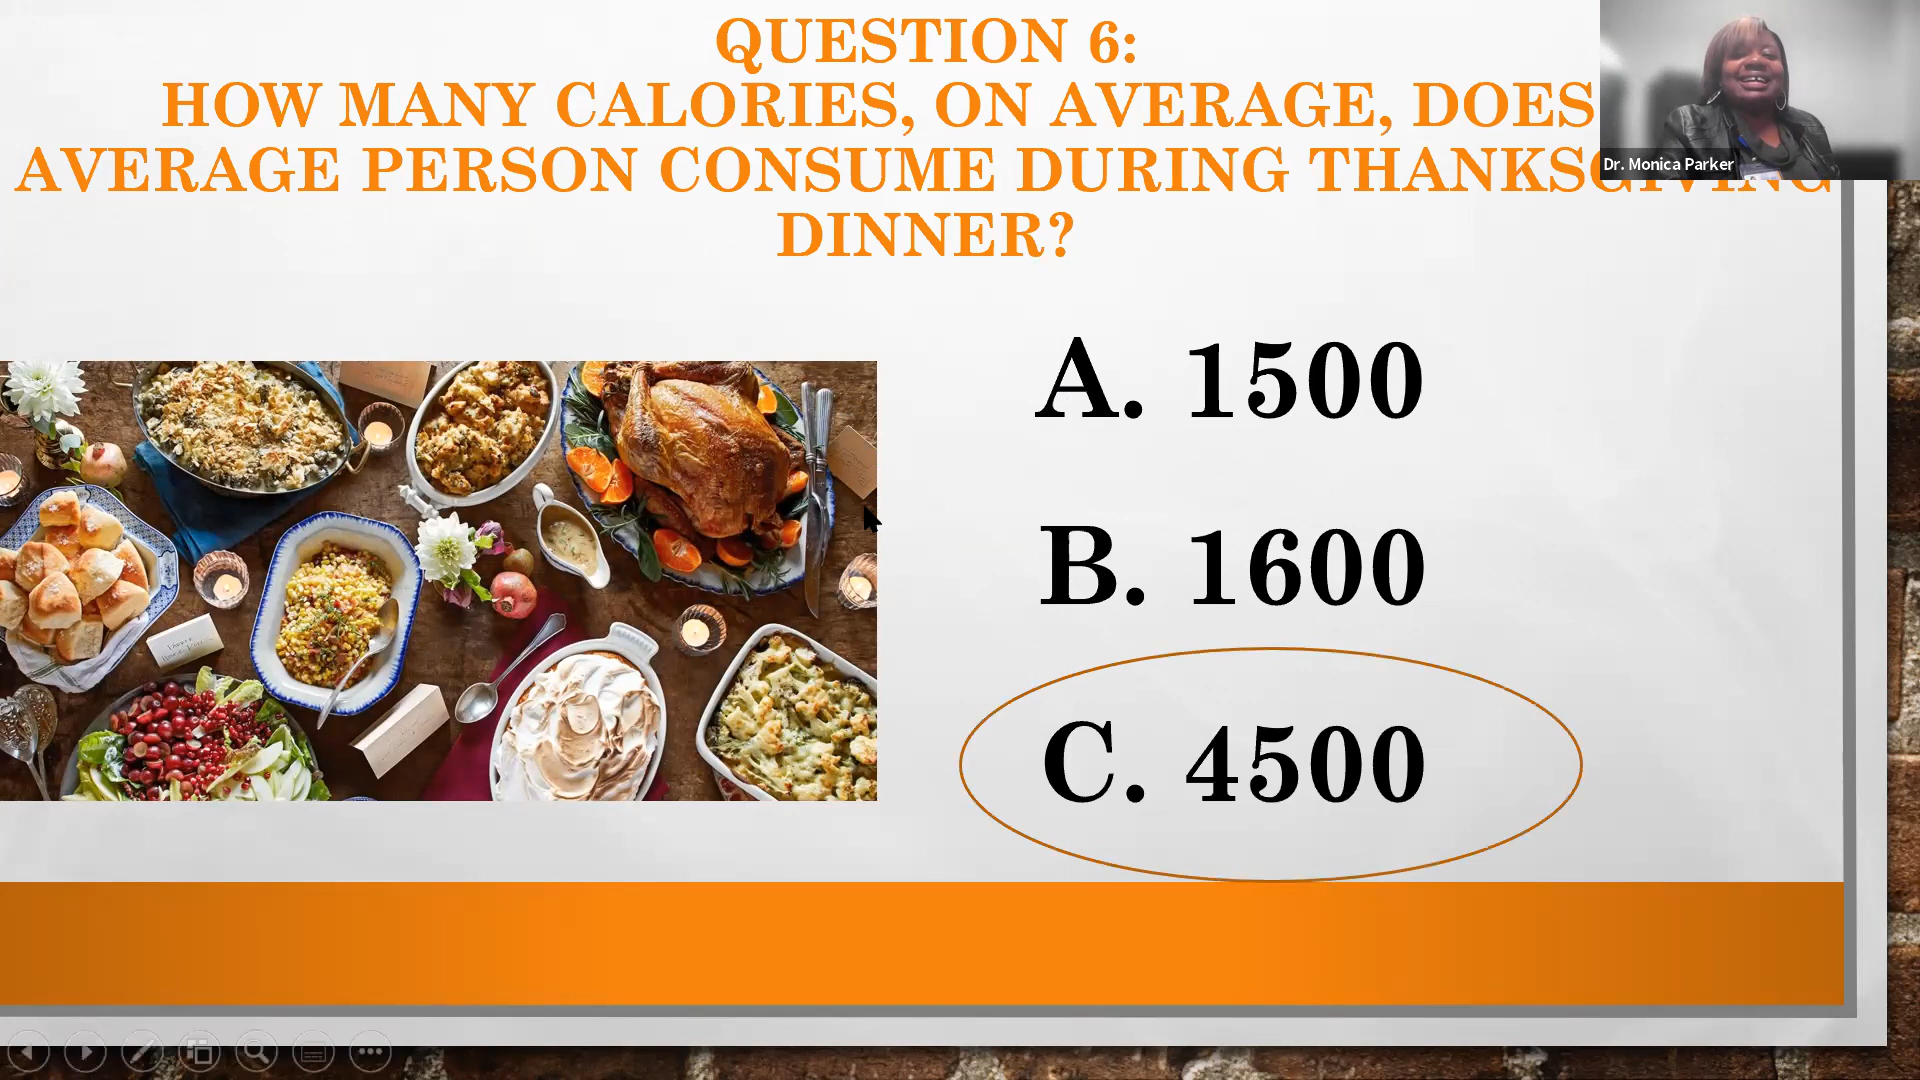 QUESTION 6:
HOW MANY CALORIES, ON AVERAGE, DOES
AVERAGE PERSON CONSUME DURING THANKSGIVING
DINNER?
Dr. Monica Parker
A. 1500
B. 1600
C. 4500